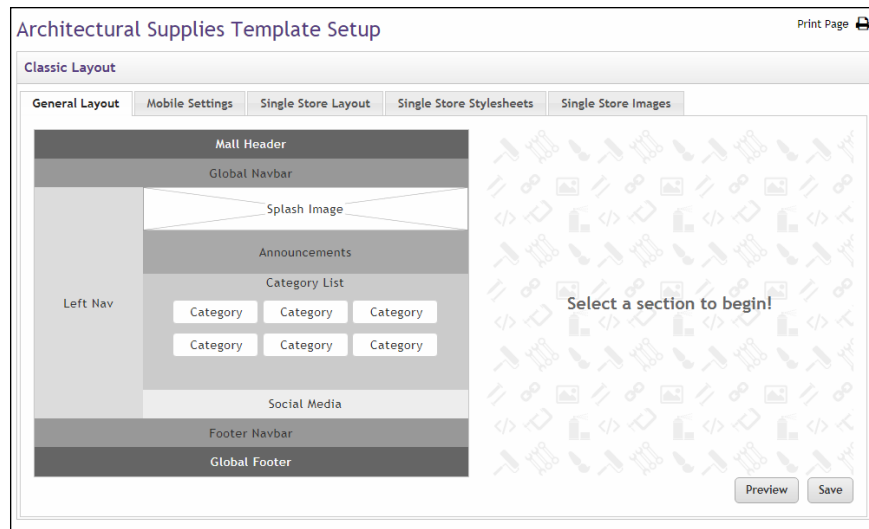 Architectural Supplies Template Setup
Print Page
Classic Layout
General Layout
Mobile Settings
Single Store Layout
Single Store Stylesheets
Single Store Images
Mall Header
Global Navbar
Splash Image
Announcements
Category List
Left Nav
Category Category Category
Category Category Category
Social Media
Footer Navbar
Global Footer
Select a section to begin!
Preview
Save